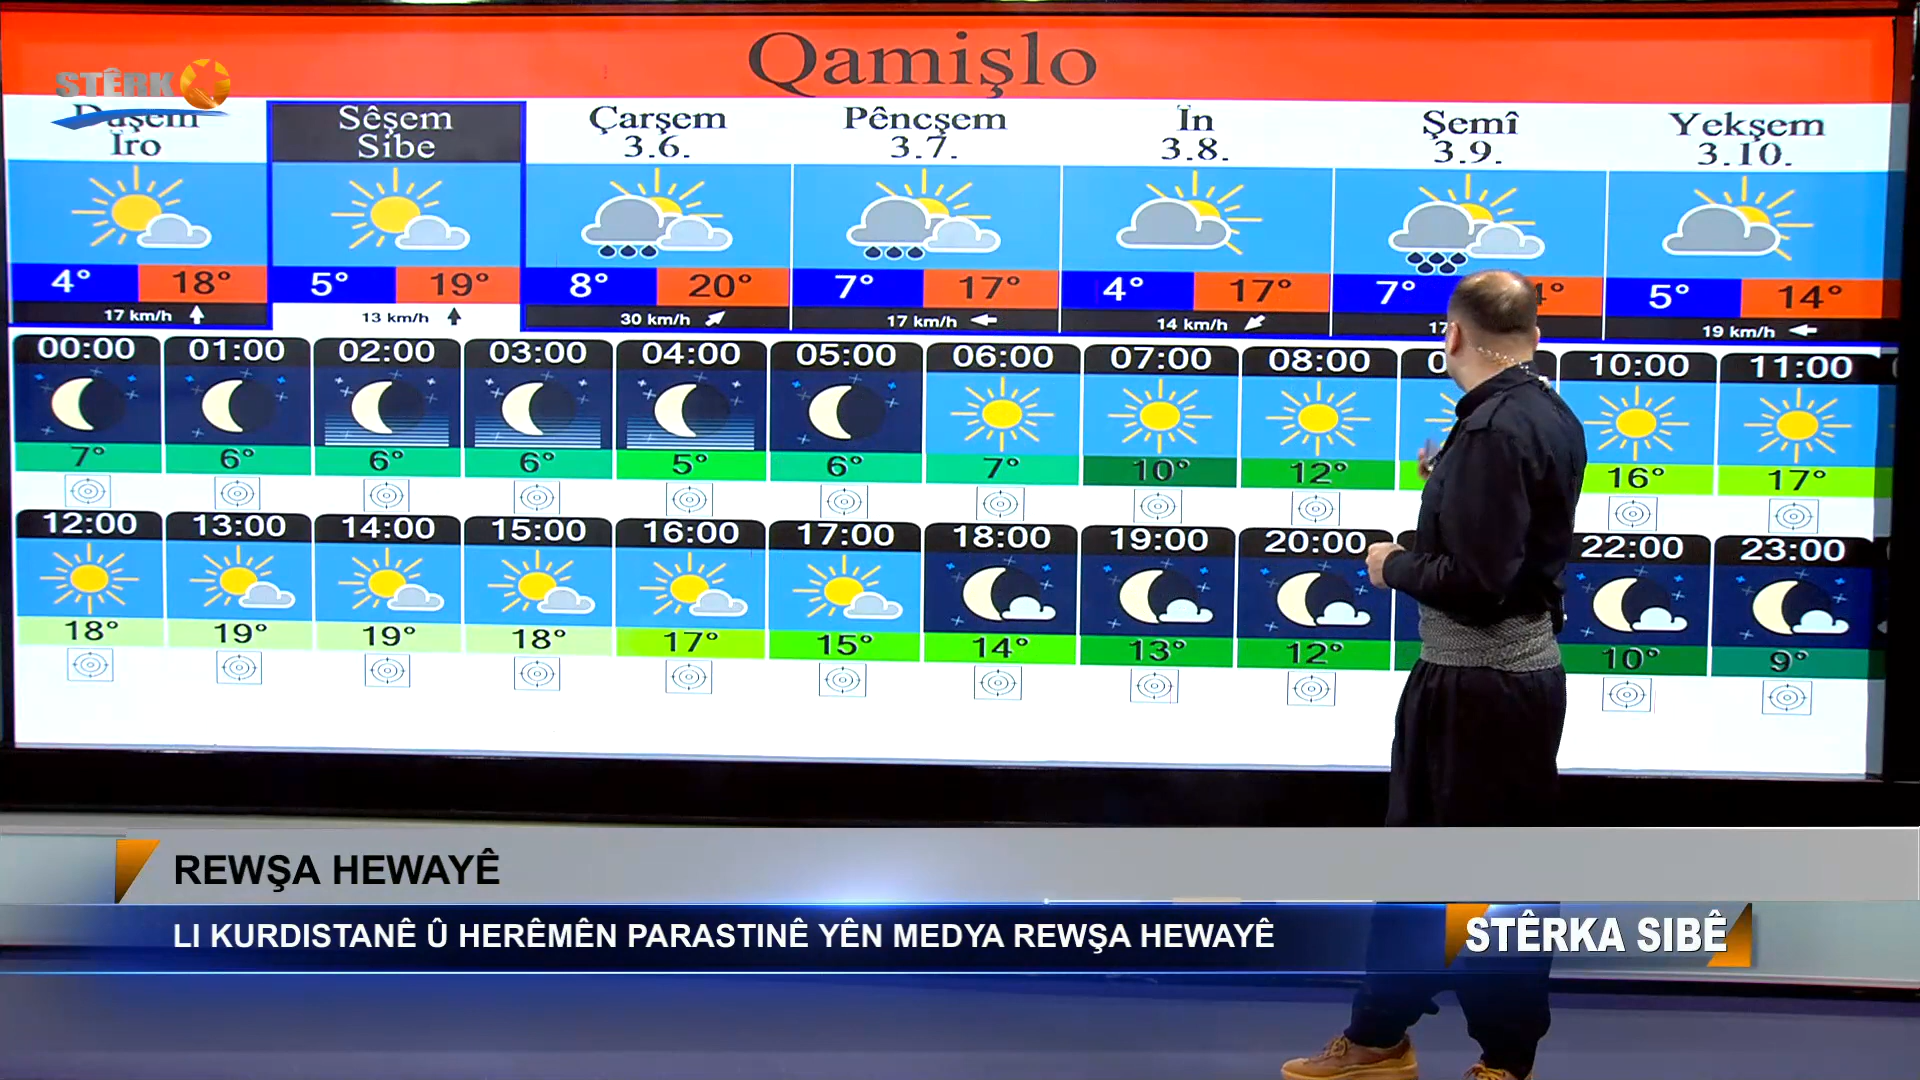 Qamişlo
STÊRK
Duşem
Îro
Sêşem
Sibe
Çarşem
3.6.
Pêncşem
3.7.
În
3.8.
Şemî
3.9.
Yekşem
3.10.
4° 18° 5° 19° 8° 20° 7° 17° 4° 17° 7° 5° 14°
17 km/h 13 km/h 30 km/h 17 km/h 14 km/h 17 19 km/h
00:00 01:00 02:00 03:00 04:00 05:00 06:00 07:00 08:00 10:00 11:00
7° 6° 6° 6° 5° 6° 7° 10° 12° 16° 17°
12:00 13:00 14:00 15:00 16:00 17:00 18:00 19:00 20:00 22:00 23:00
18° 19° 19° 18° 17° 15° 14° 13° 12° 10° 9°
REWŞA HEWAYÊ
LI KURDISTANÊ Û HERÊMÊN PARASTINÊ YÊN MEDYA REWŞA HEWAYÊ
STÊRKA SIBÊ